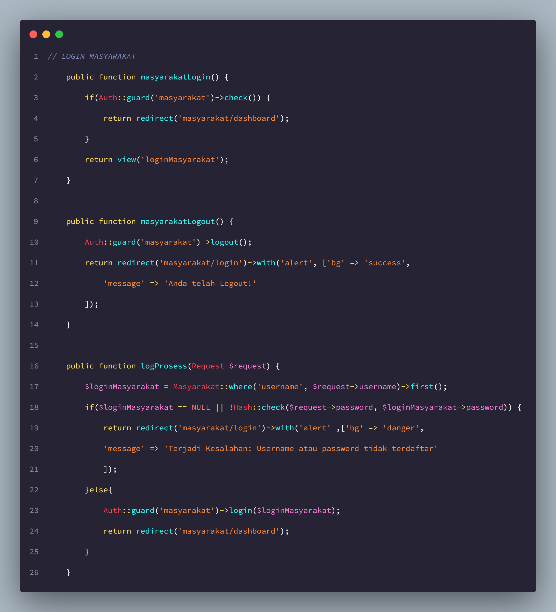 1 // LOGIN MASYARAKAT
2 public function masyarakatLogin() {
3 if(Auth::guard('masyarakat')->check()) {
4 return redirect('masyarakat/dashboard');
5 }
6 return view('loginMasyarakat');
7 }
8
9 public function masyarakatLogout() {
10 Auth::guard('masyarakat')->logout();
11 return redirect('masyarakat/login')->with('alert', ['bg' => 'success',
12 'message' => 'Anda telah Logout!'
13 ]);
14 }
15
16 public function logProsess(Request $request) {
17 $loginMasyarakat = Masyarakat::where('username', $request->username)->first();
18 if($loginMasyarakat == NULL || !Hash::check($request->password, $loginMasyarakat->password)) {
19 return redirect('masyarakat/login')->with('alert' ,['bg' => 'danger',
20 'message' => 'Terjadi Kesalahan: Username atau password tidak terdaftar'
21 ]);
22 }else{
23 Auth::guard('masyarakat')->login($loginMasyarakat);
24 return redirect('masyarakat/dashboard');
25 }
26 }